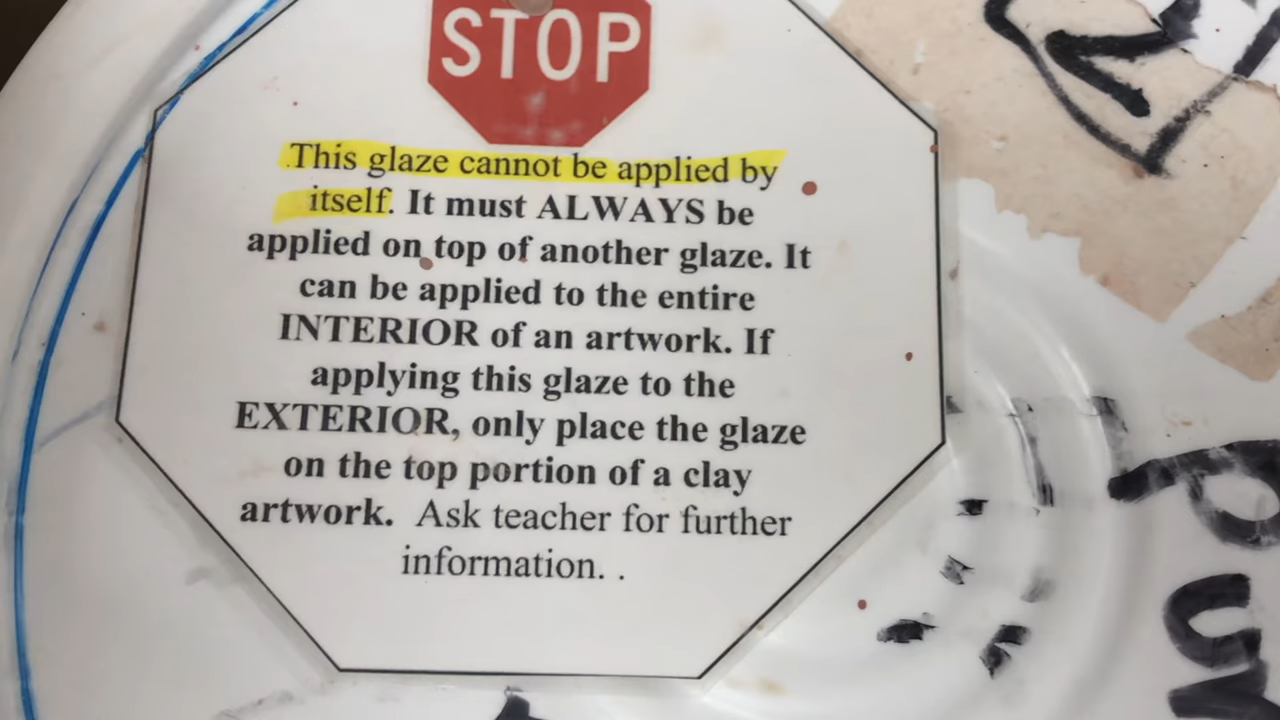 STOP
This glaze cannot be applied by
itself. It must ALWAYS be
applied on top of another glaze. It
can be applied to the entire
INTERIOR of an artwork. If
applying this glaze to the
EXTERIOR, only place the glaze
on the top portion of a clay
artwork. Ask teacher for further
information. .